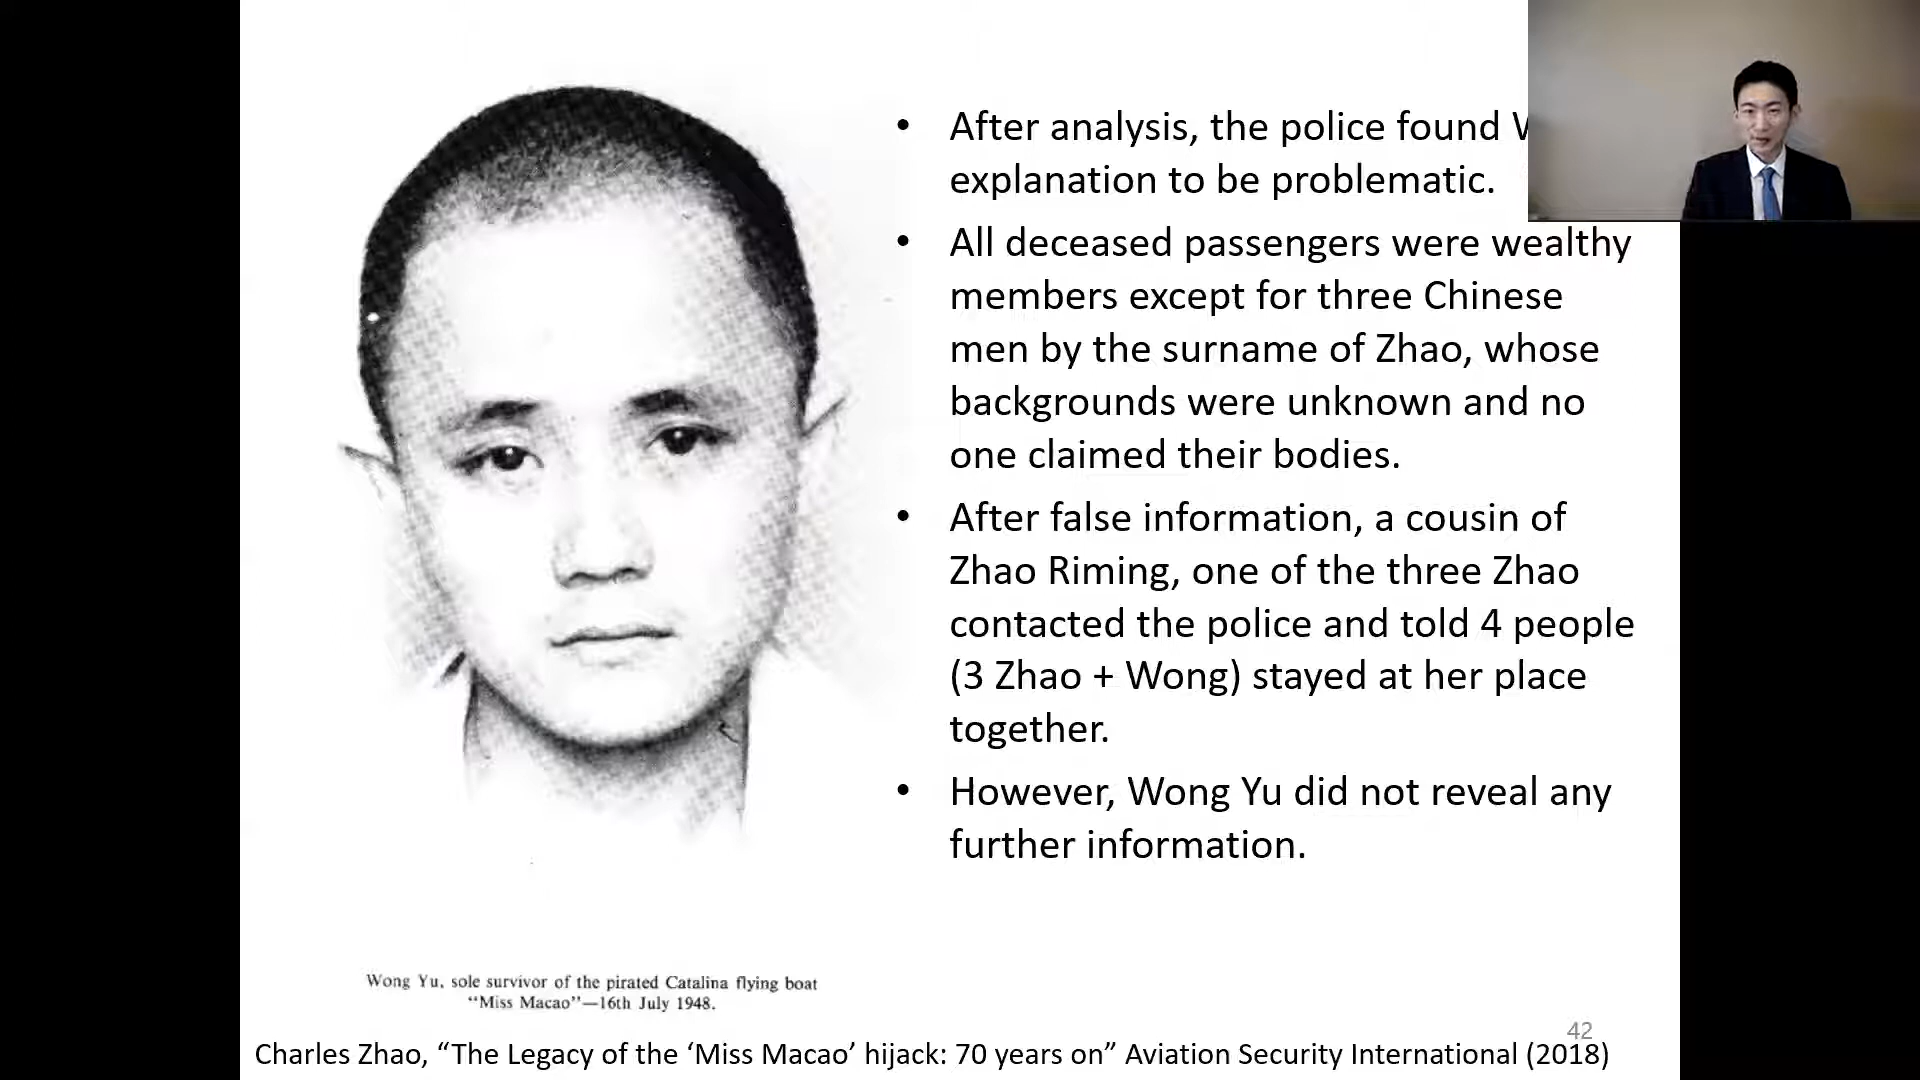 • After analysis, the police found
explanation to be problematic.
• All deceased passengers were wealthy
members except for three Chinese
men by the surname of Zhao, whose
backgrounds were unknown and no
one claimed their bodies.
• After false information, a cousin of
Zhao Riming, one of the three Zhao
contacted the police and told 4 people
(3 Zhao + Wong) stayed at her place
together.
• However, Wong Yu did not reveal any
further information.
Wong Yu, sole survivor of the pirated Catalina flying boat
“Miss Macao”—16th July 1948.
42
Charles Zhao, “The Legacy of the ‘Miss Macao’ hijack: 70 years on” Aviation Security International (2018)